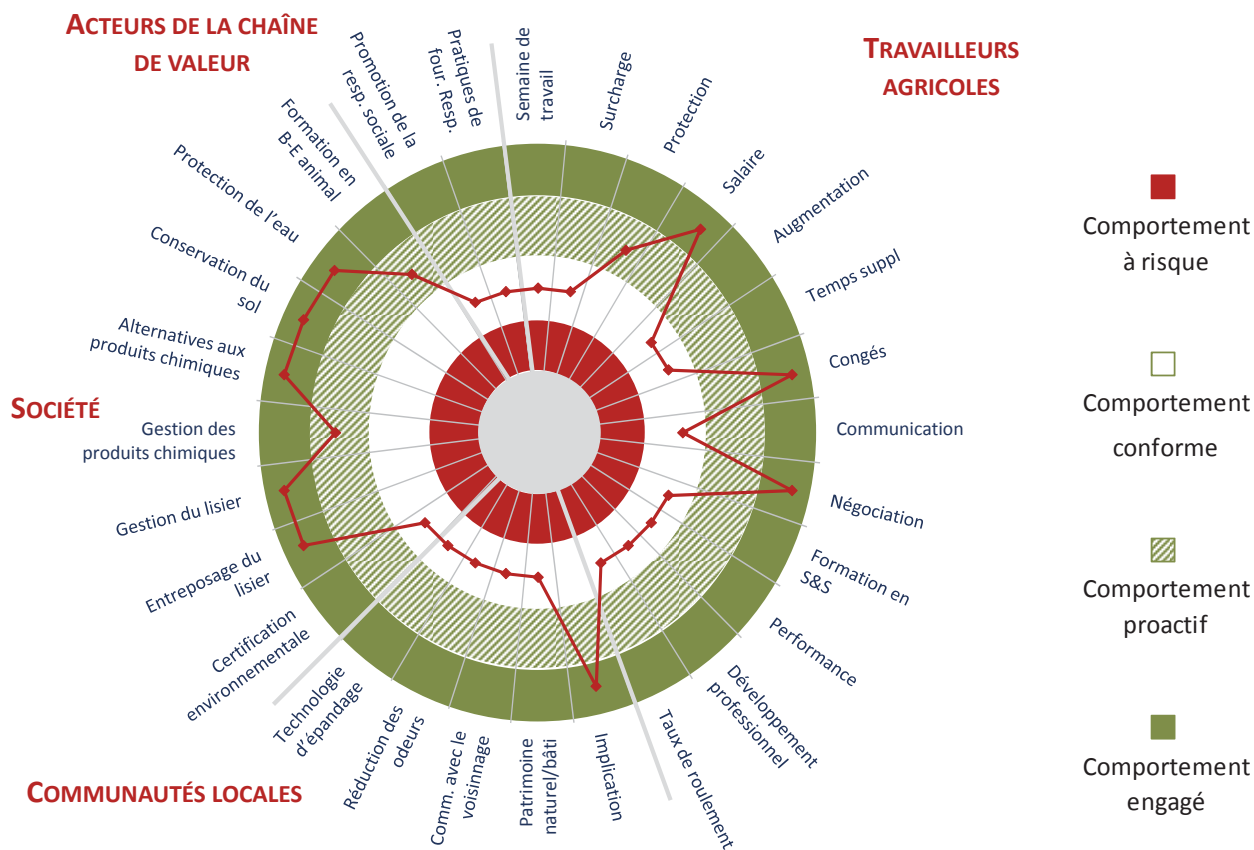 ACTEURS DE LA CHAÎNE
DE VALEUR
TRAVAILLEURS
AGRICOLES
SOCIÉTÉ
COMMUNAUTÉS LOCALES
Semaine de
travail
Surcharge
Protection
Salaire
Augmentation
Temps suppl
Congés
Communication
Négociation
Formation en
S&S
Performance
Développement
professionnel
Taux de roulement
Implication
Patrimoine
naturel/bâti
Comm. avec le
voisinnage
Réduction des
odeurs
Technologie
d'épandage
Certification
environnementale
Entreposage du
lisier
Gestion du lisier
Gestion des
produits chimiques
Alternatives aux
produits chimiques
Conservation du
sol
Protection de l'eau
Formation en
B-E animal
Promotion de la
resp. sociale
Pratiques de
four. Resp.
Comportement
à risque
Comportement
conforme
Comportement
proactif
Comportement
engagé